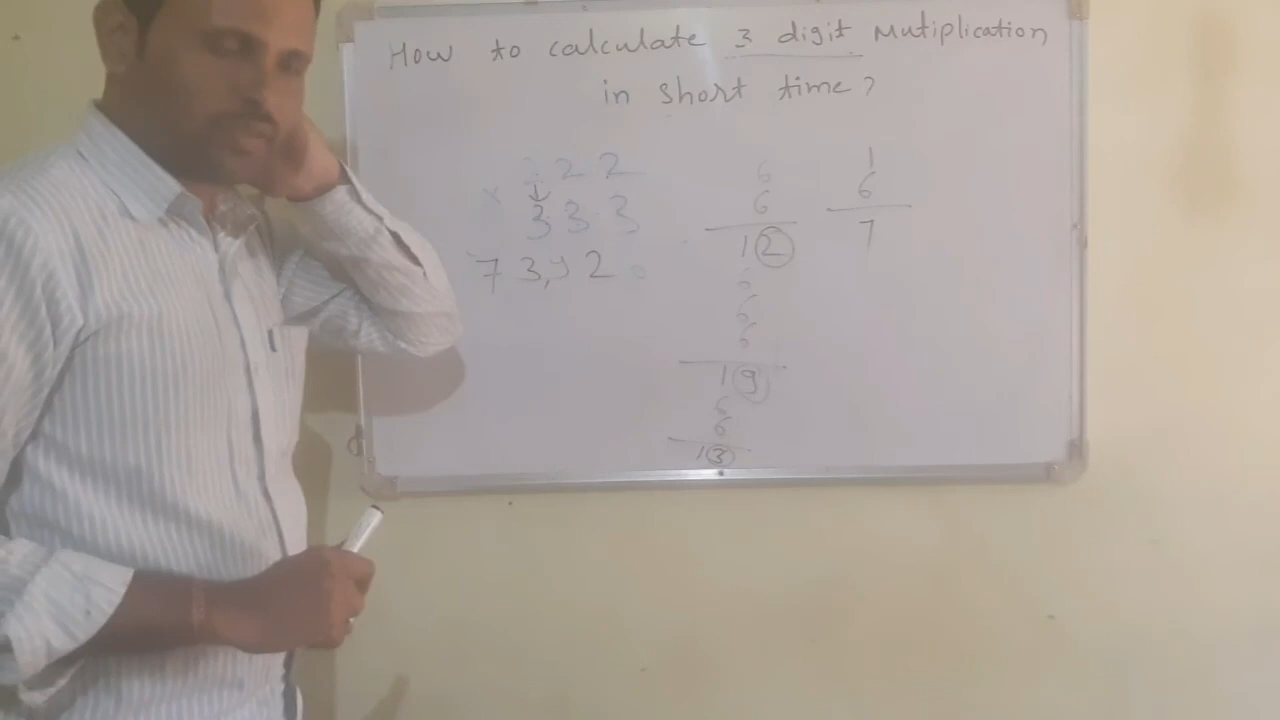 How to calculate 3 digit Mutiplication
in short time?
2 2 2
× 3 3 3
7 3,9 2 6
6
6
1 2
6
6
6
1 9
6
6
1 3
1
6
7